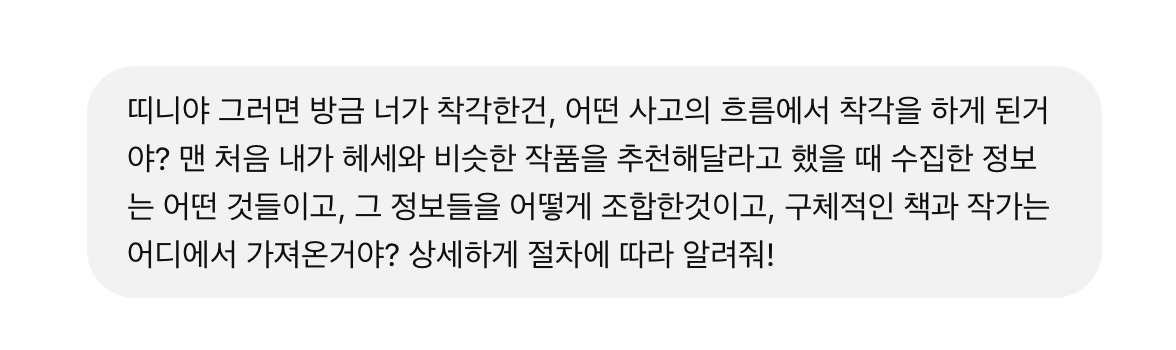 띠니야 그러면 방금 너가 착각한건, 어떤 사고의 흐름에서 착각을 하게 된거
야? 맨 처음 내가 헤세와 비슷한 작품을 추천해달라고 했을 때 수집한 정보
는 어떤 것들이고, 그 정보들을 어떻게 조합한것이고, 구체적인 책과 작가는
어디에서 가져온거야? 상세하게 절차에 따라 알려줘!